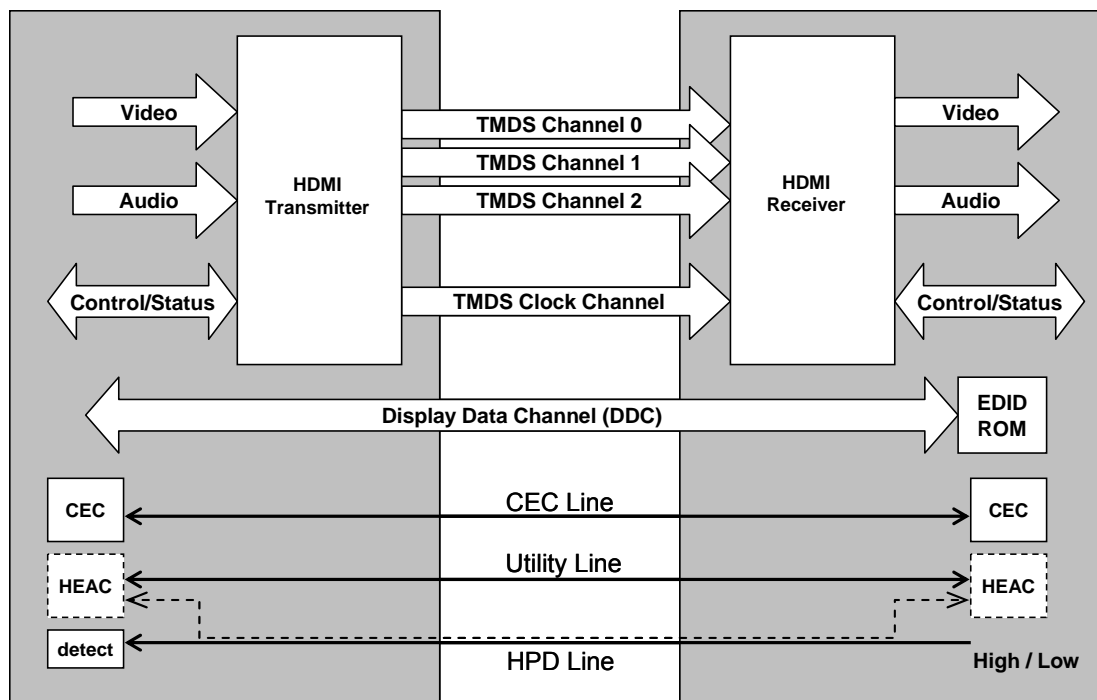 Video
Audio
Control/Status
HDMI
Transmitter
TMDS Channel 0
TMDS Channel 1
TMDS Channel 2
TMDS Clock Channel
HDMI
Receiver
Video
Audio
Control/Status
Display Data Channel (DDC)
EDID
ROM
CEC
CEC Line
CEC
HEAC
Utility Line
HEAC
detect
HPD Line
High / Low